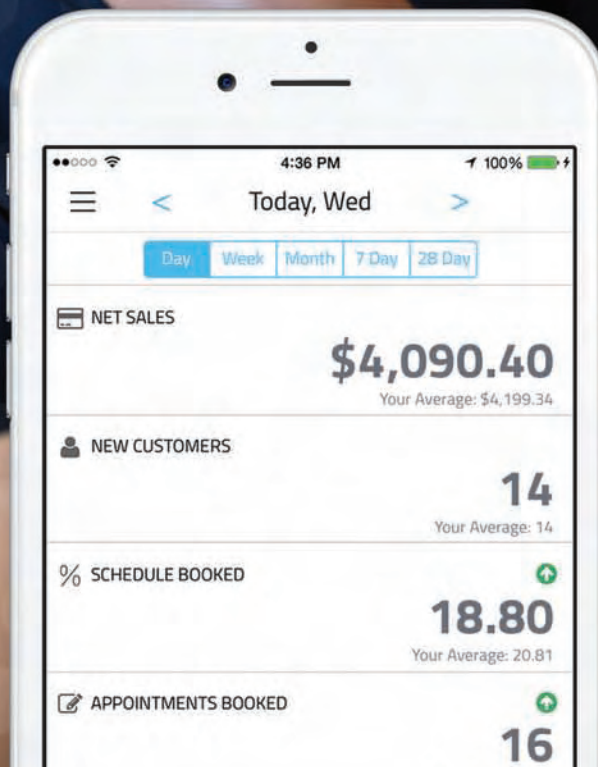 4:36 PM
100%
< Today, Wed >
Day Week Month 7 Day 28 Day
NET SALES
$4,090.40
Your Average: $4,199.34
NEW CUSTOMERS
14
Your Average: 14
% SCHEDULE BOOKED
18.80
Your Average: 20.81
APPOINTMENTS BOOKED
16